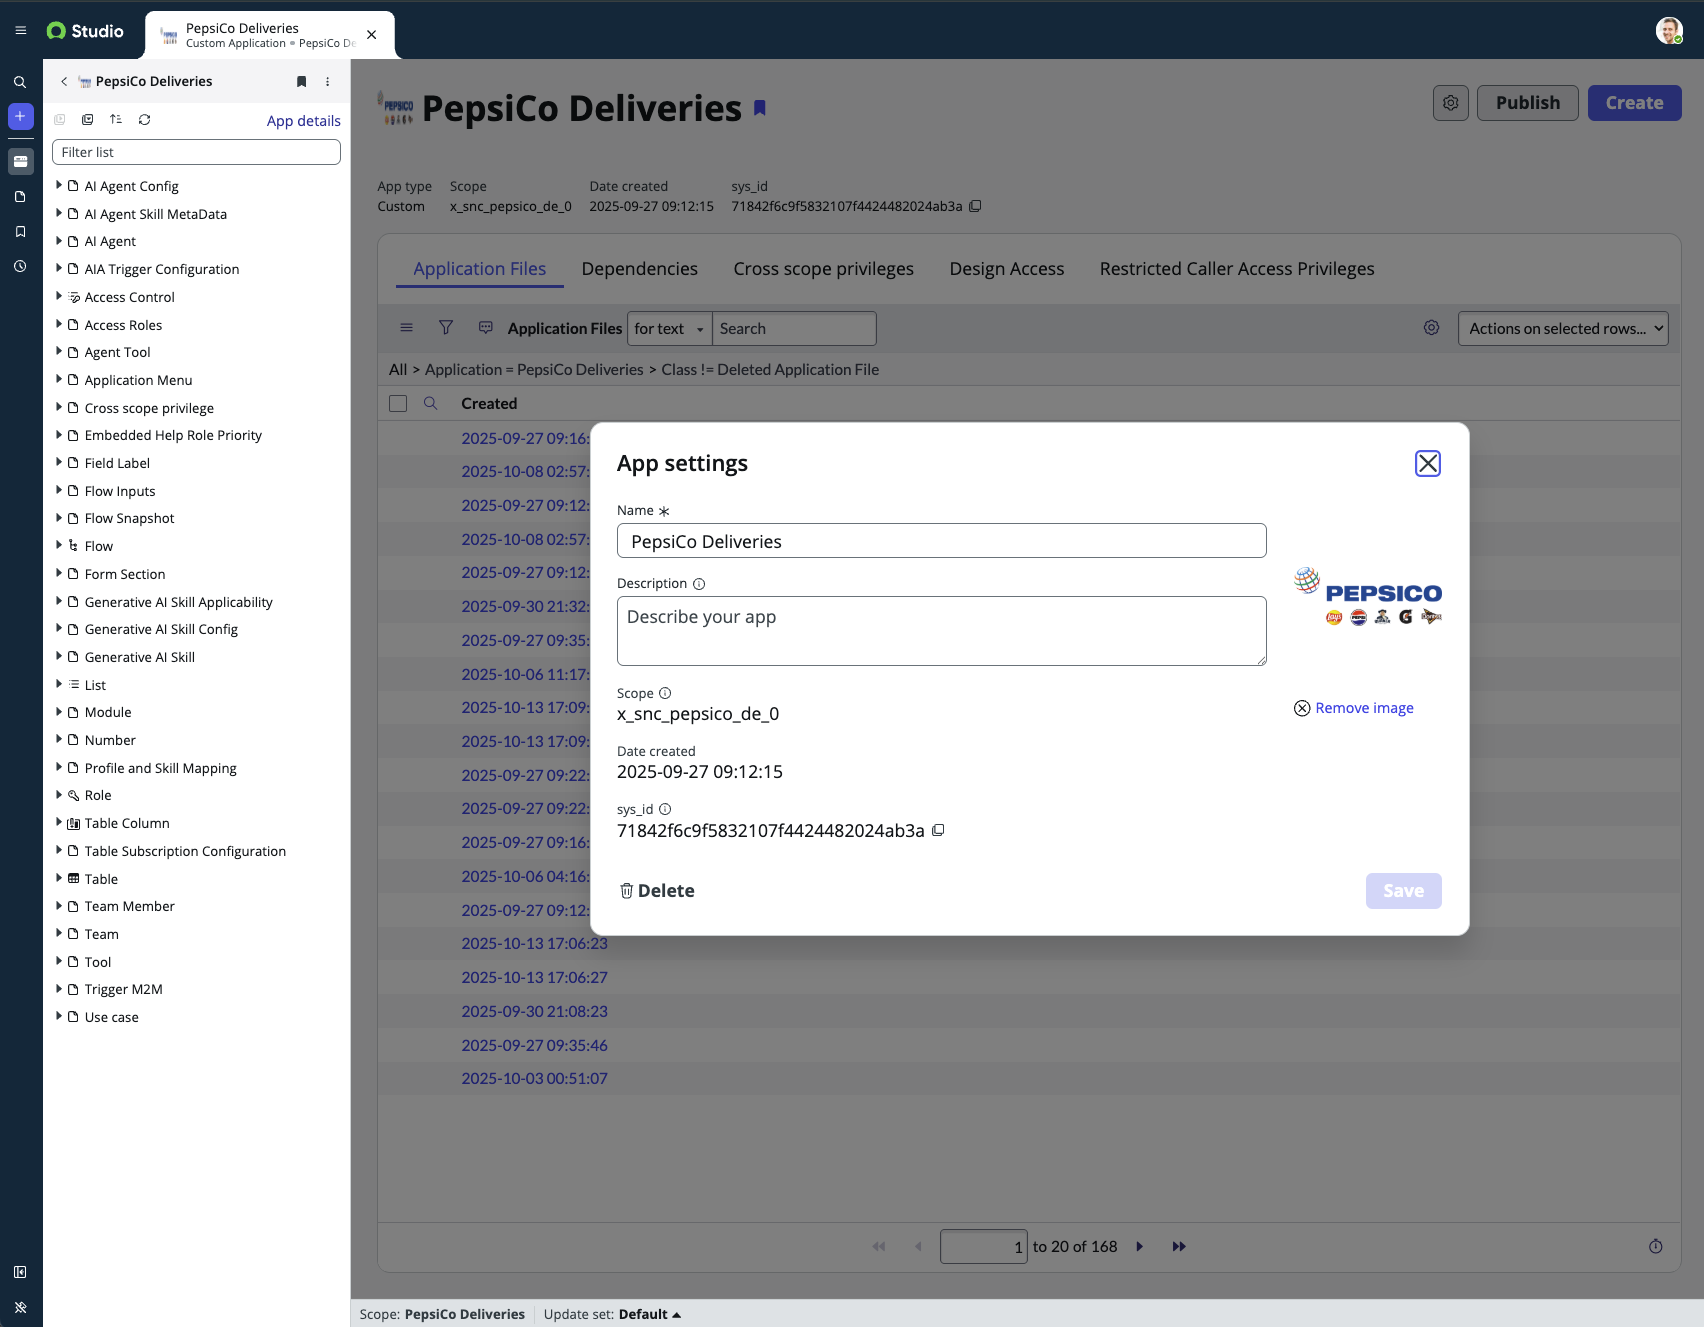 Studio
PepsiCo Deliveries
Custom Application • PepsiCo De
PepsiCo Deliveries
App details
Filter list
AI Agent Config
AI Agent Skill MetaData
AI Agent
AIA Trigger Configuration
Access Control
Access Roles
Agent Tool
Application Menu
Cross scope privilege
Embedded Help Role Priority
Field Label
Flow Inputs
Flow Snapshot
Flow
Form Section
Generative AI Skill Applicability
Generative AI Skill Config
Generative AI Skill
List
Module
Number
Profile and Skill Mapping
Role
Table Column
Table Subscription Configuration
Table
Team Member
Team
Tool
Trigger M2M
Use case
PEPSICO
PepsiCo Deliveries
Publish
Create
App type Scope Date created sys_id
Custom x_snc_pepsico_de_0 2025-09-27 09:12:15 71842f6c9f5832107f4424482024ab3a
Application Files Dependencies Cross scope privileges Design Access Restricted Caller Access Privileges
Application Files for text Search Actions on selected rows...
All > Application = PepsiCo Deliveries > Class != Deleted Application File
Created
2025-09-27 09:16:
2025-10-08 02:57:
2025-09-27 09:12:
2025-10-08 02:57:
2025-09-27 09:12:
2025-09-30 21:32:
2025-09-27 09:35:
2025-10-06 11:17:
2025-10-13 17:09:
2025-10-13 17:09:
2025-09-27 09:22:
2025-09-27 09:22:
2025-09-27 09:16:
2025-10-06 04:16:
2025-09-27 09:12:
2025-10-13 17:06:23
2025-10-13 17:06:27
2025-09-30 21:08:23
2025-09-27 09:35:46
2025-10-03 00:51:07
App settings
Name *
PepsiCo Deliveries
Description
Describe your app
PEPSICO
Scope
x_snc_pepsico_de_0
Remove image
Date created
2025-09-27 09:12:15
sys_id
71842f6c9f5832107f4424482024ab3a
Delete
Save
1 to 20 of 168
Scope: PepsiCo Deliveries Update set: Default